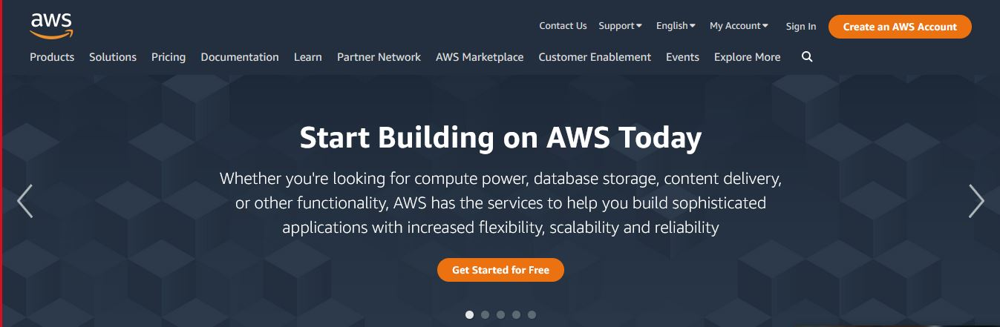 aws
Contact Us Support English My Account Sign In Create an AWS Account
Products Solutions Pricing Documentation Learn Partner Network AWS Marketplace Customer Enablement Events Explore More
Start Building on AWS Today
Whether you're looking for compute power, database storage, content delivery,
or other functionality, AWS has the services to help you build sophisticated
applications with increased flexibility, scalability and reliability
Get Started for Free